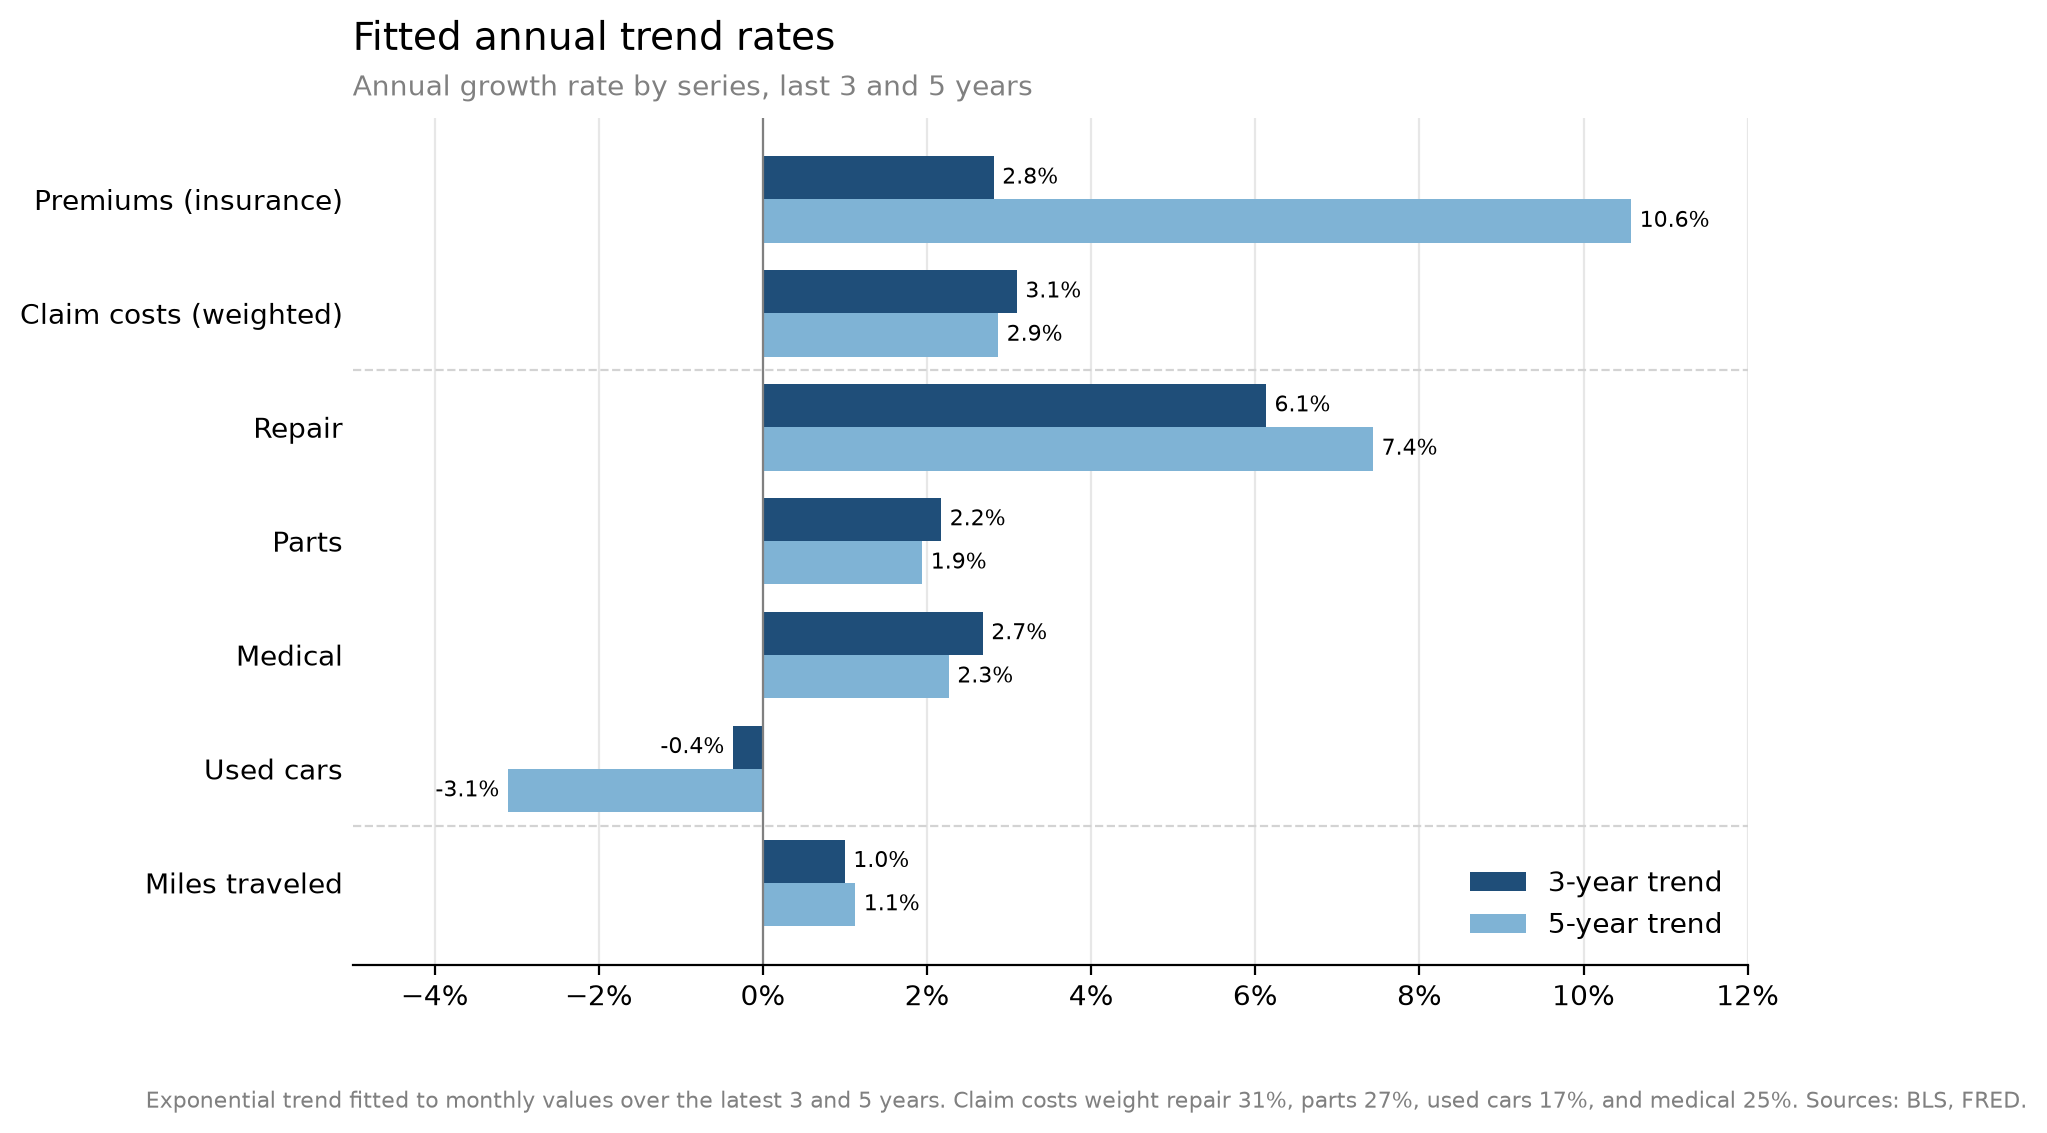 Fitted annual trend rates
Annual growth rate by series, last 3 and 5 years
Premiums (insurance)
2.8%
10.6%
Claim costs (weighted)
3.1%
2.9%
Repair
6.1%
7.4%
Parts
2.2%
1.9%
Medical
2.7%
2.3%
Used cars
-0.4%
-3.1%
Miles traveled
1.0%
1.1%
3-year trend
5-year trend
−4% −2% 0% 2% 4% 6% 8% 10% 12%
Exponential trend fitted to monthly values over the latest 3 and 5 years. Claim costs weight repair 31%, parts 27%, used cars 17%, and medical 25%. Sources: BLS, FRED.